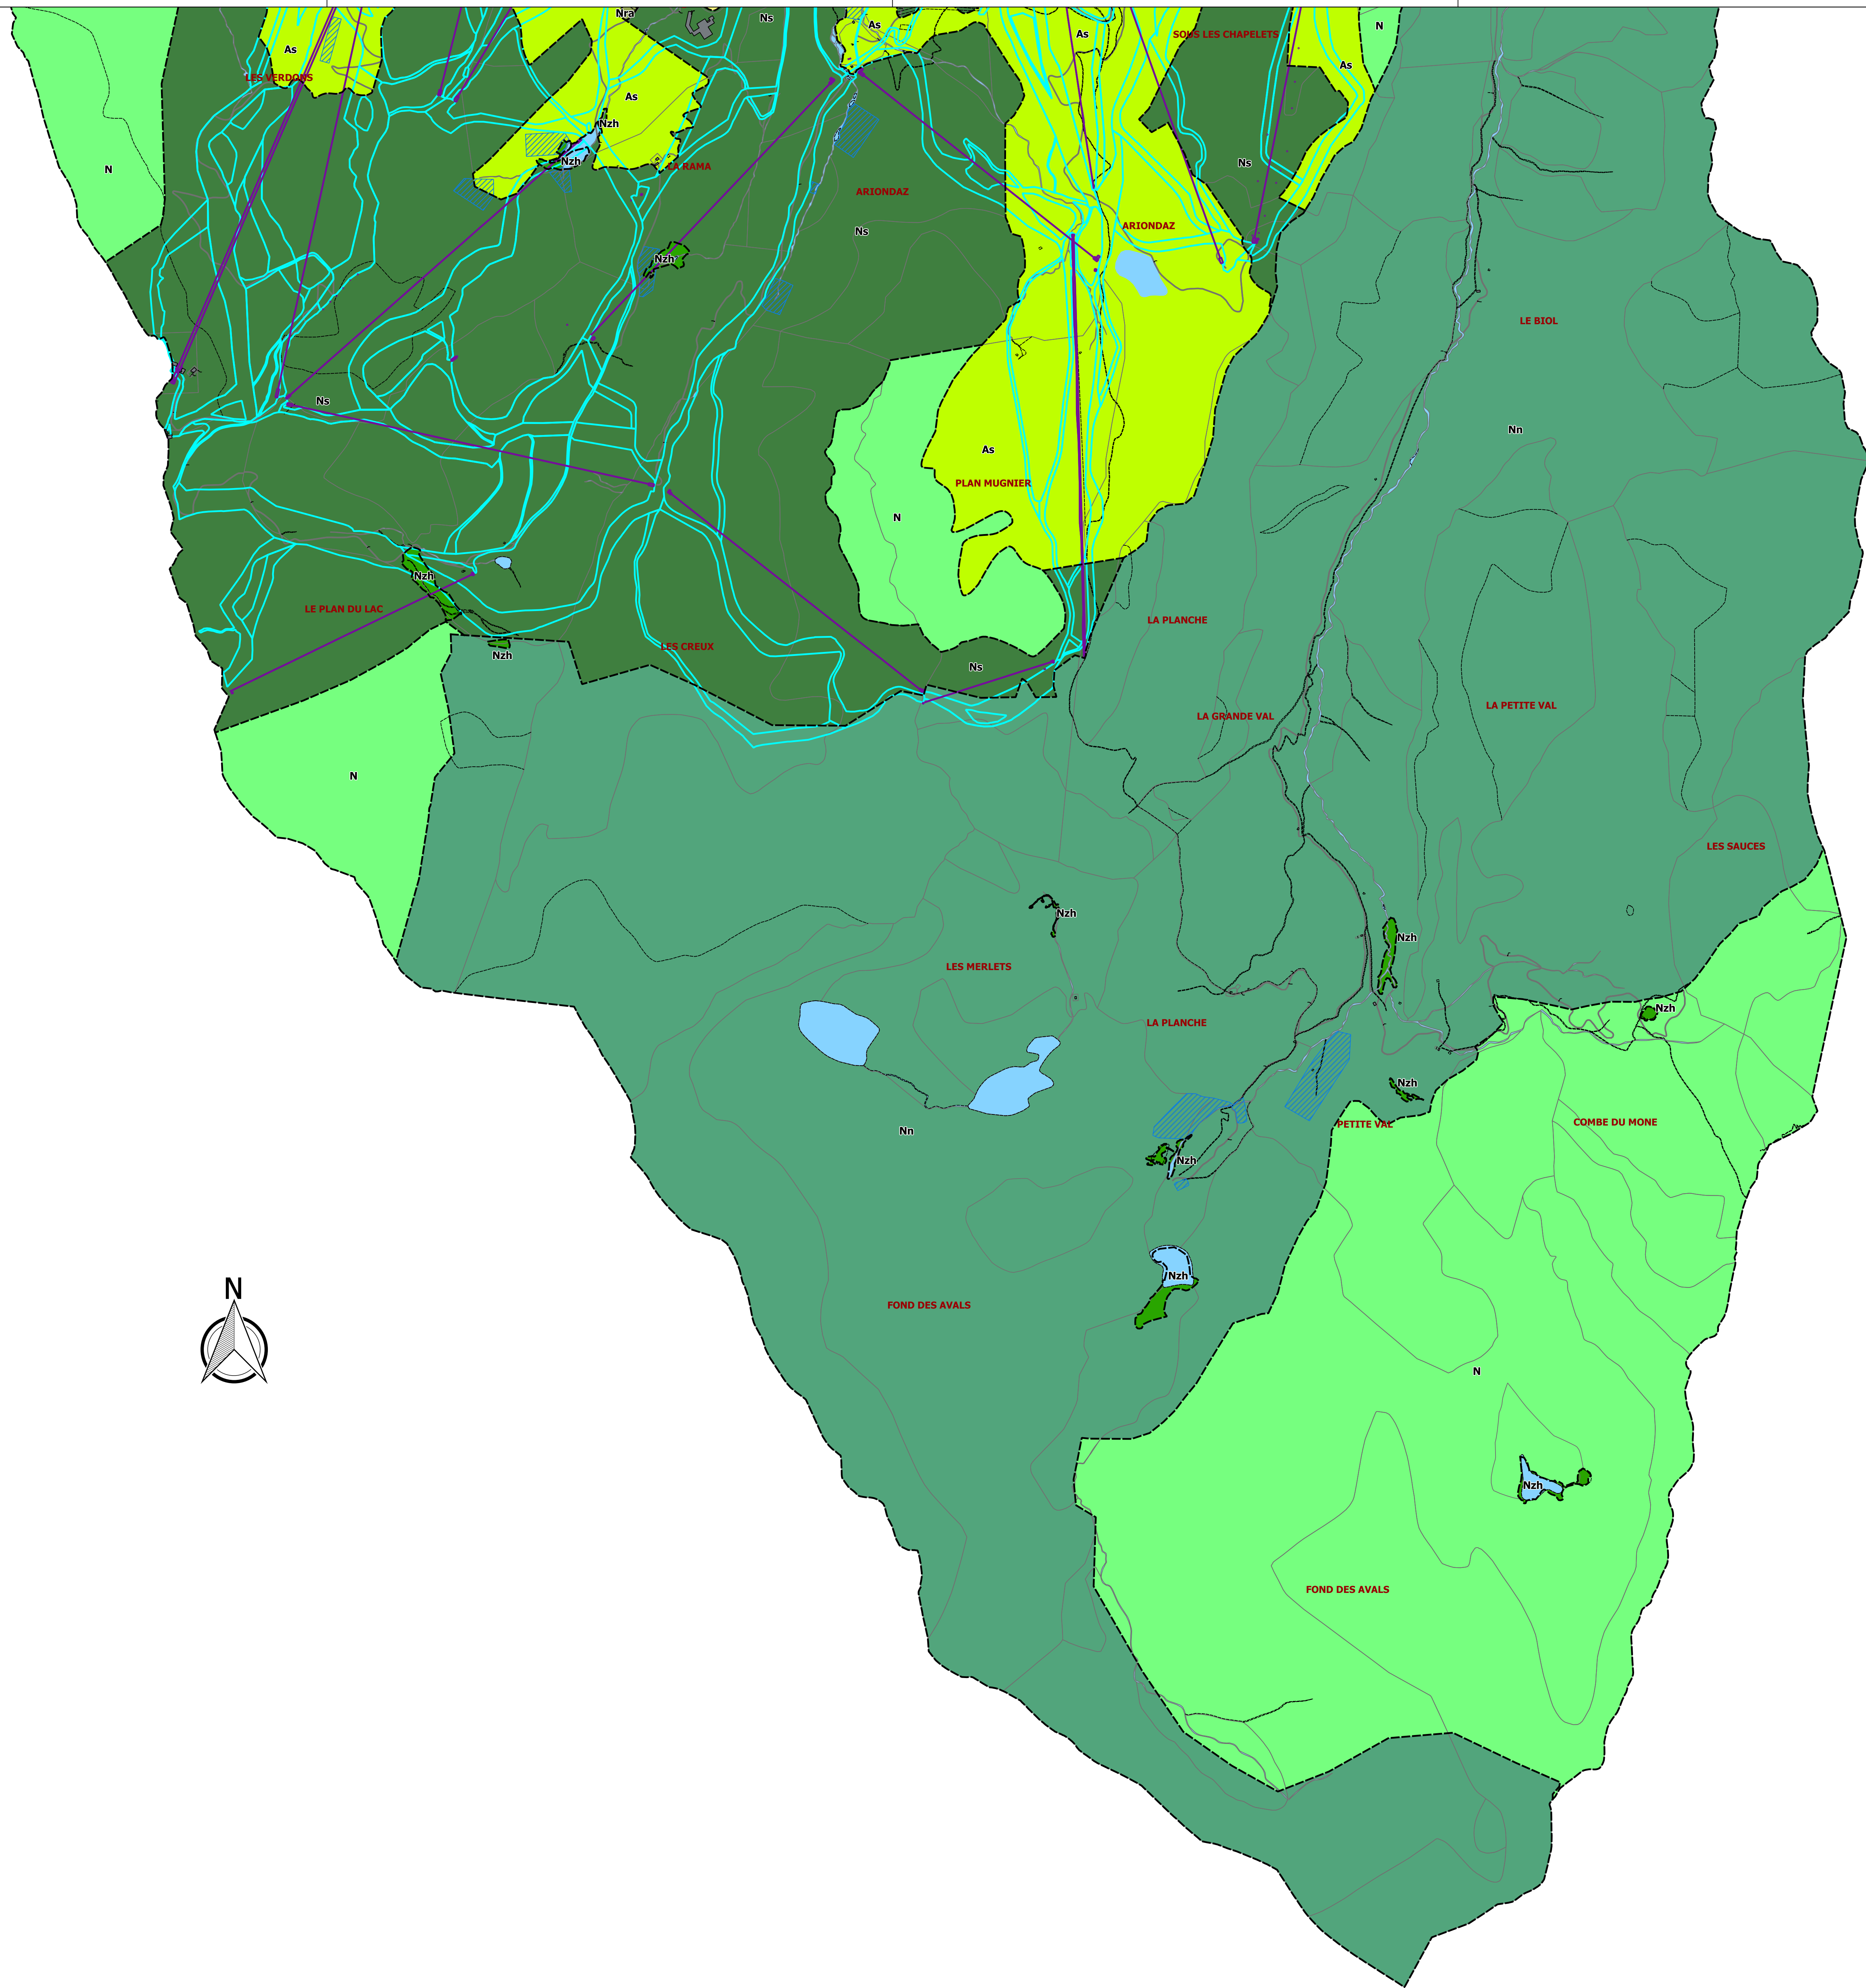 Nra
Ns
As
As
SOUS LES CHAPELETS
N
As
LES VERDONS
As
As
Nzh
Nzh
LA RAMA
Ns
N
ARIONDAZ
ARIONDAZ
Ns
Nzh
LE BIOL
Ns
Nn
As
PLAN MUGNIER
N
Nzh
LE PLAN DU LAC
LA PLANCHE
LES CREUX
Nzh
Ns
LA PETITE VAL
LA GRANDE VAL
N
LES SAUCES
Nzh
Nzh
LES MERLETS
Nzh
LA PLANCHE
Nzh
COMBE DU MONE
PETITE VAL
Nn
Nzh
Nzh
N
FOND DES AVALS
N
Nzh
FOND DES AVALS